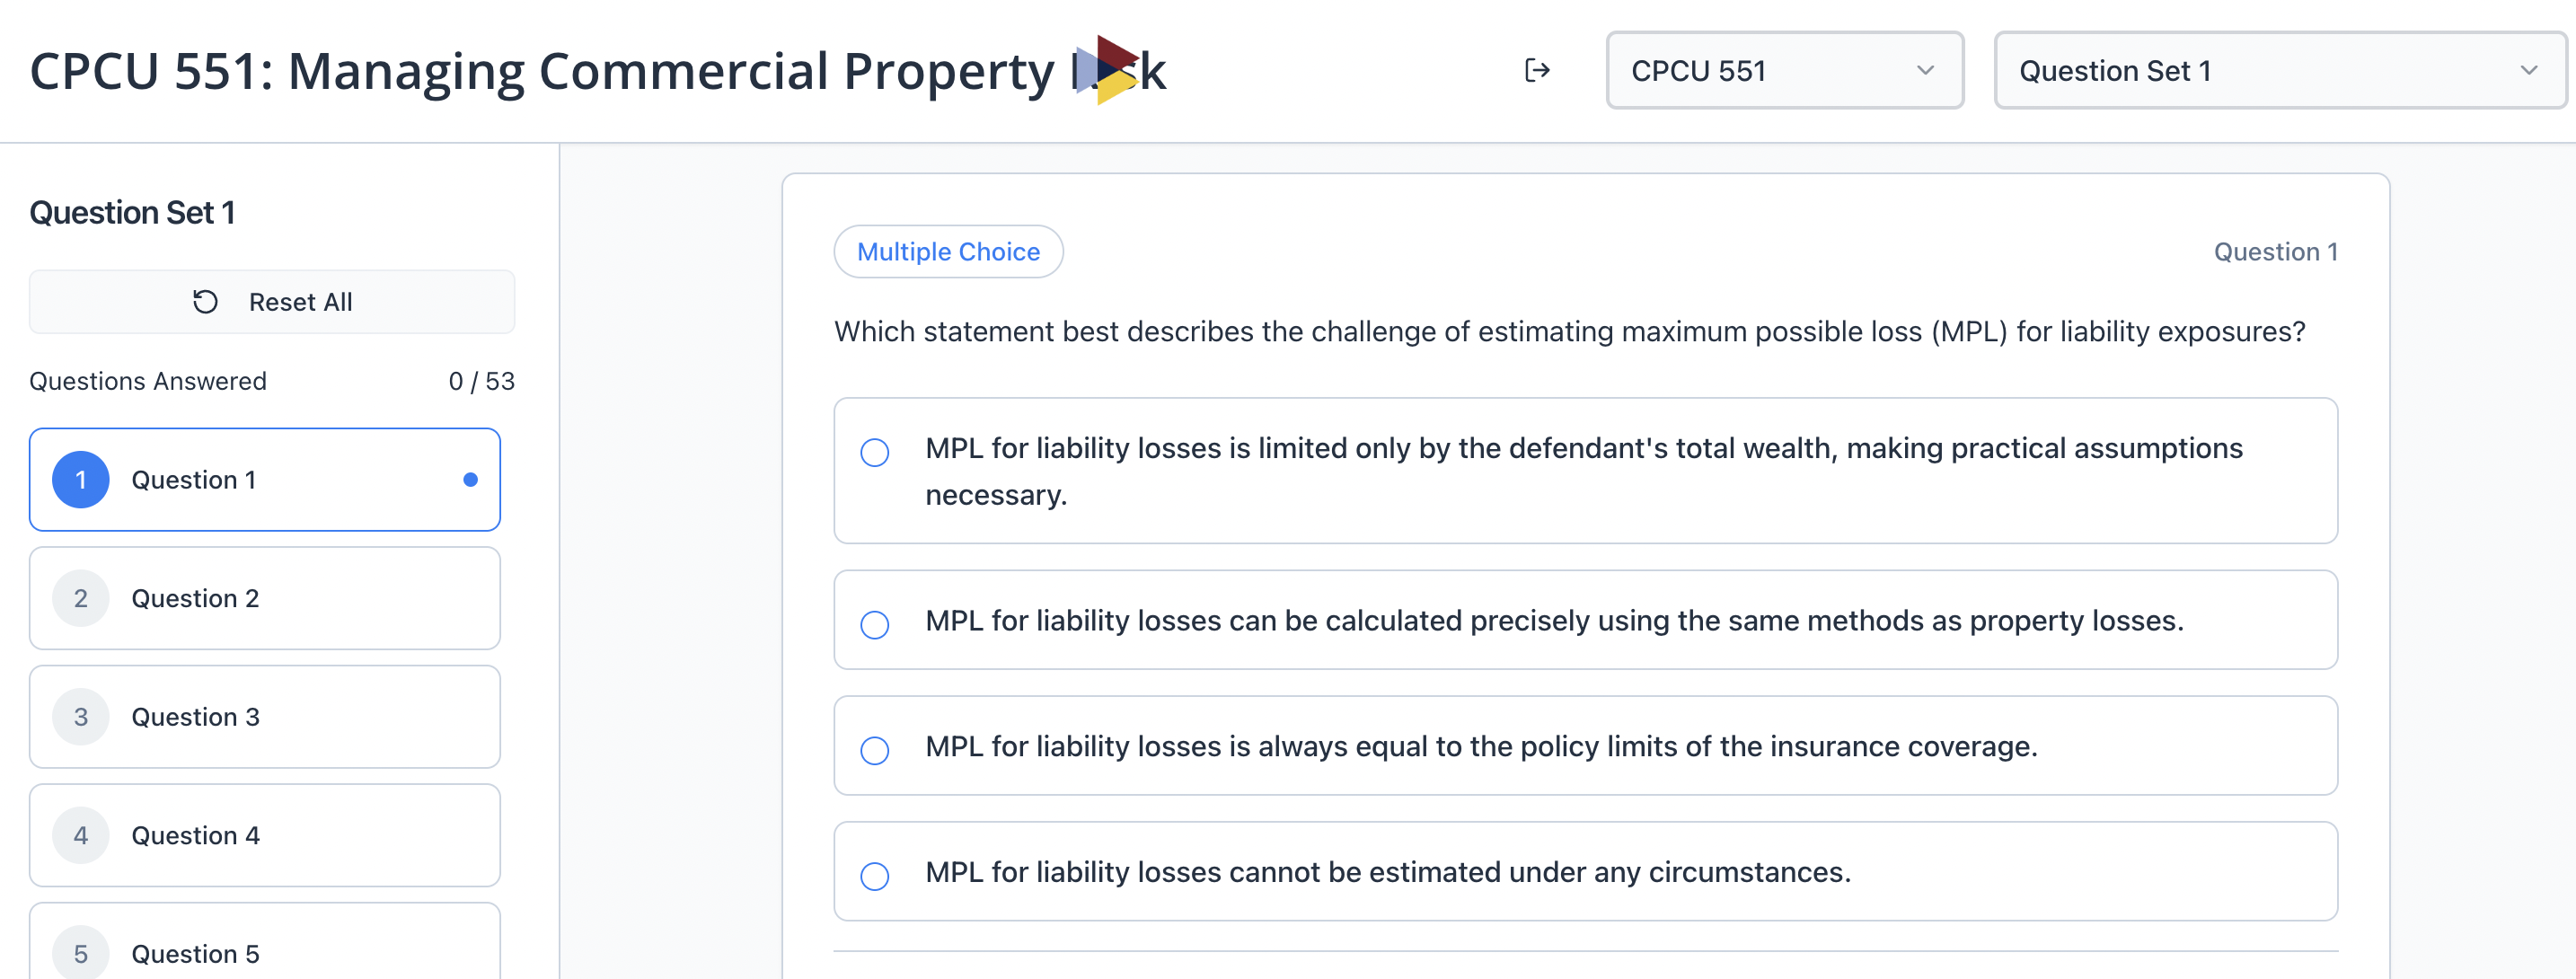 CPCU 551: Managing Commercial Property
CPCU 551
Question Set 1
Question Set 1
Reset All
Questions Answered 0 / 53
1 Question 1
2 Question 2
3 Question 3
4 Question 4
5 Question 5
Multiple Choice
Question 1
Which statement best describes the challenge of estimating maximum possible loss (MPL) for liability exposures?
MPL for liability losses is limited only by the defendant's total wealth, making practical assumptions
necessary.
MPL for liability losses can be calculated precisely using the same methods as property losses.
MPL for liability losses is always equal to the policy limits of the insurance coverage.
MPL for liability losses cannot be estimated under any circumstances.